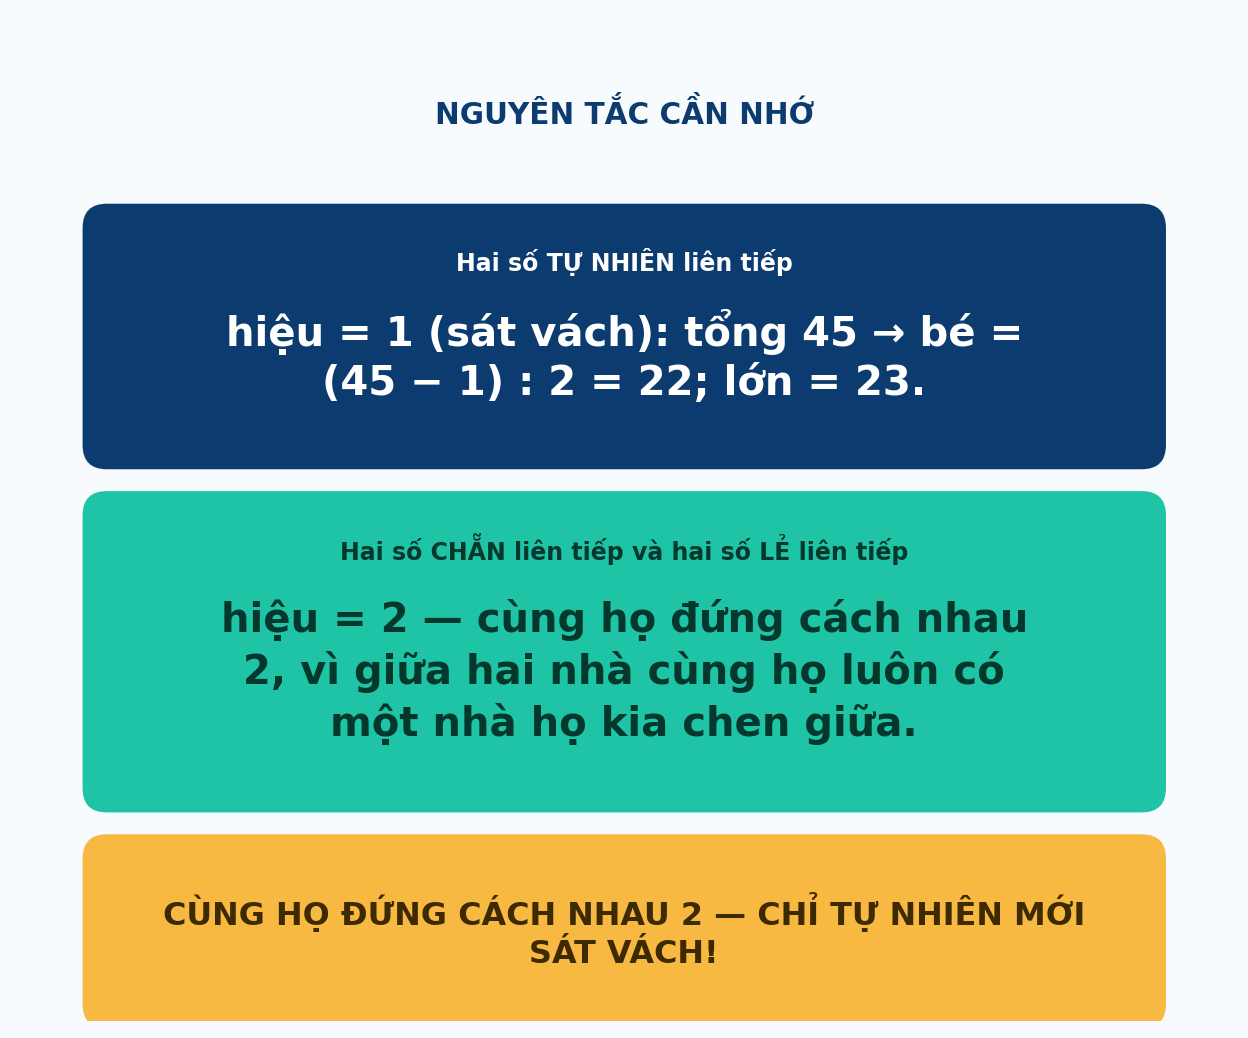 NGUYÊN TẮC CẦN NHỚ
Hai số TỰ NHIÊN liên tiếp
hiệu = 1 (sát vách): tổng 45 → bé =
(45 − 1) : 2 = 22; lớn = 23.
Hai số CHẴN liên tiếp và hai số LẺ liên tiếp
hiệu = 2 — cùng họ đứng cách nhau
2, vì giữa hai nhà cùng họ luôn có
một nhà họ kia chen giữa.
CÙNG HỌ ĐỨNG CÁCH NHAU 2 — CHỈ TỰ NHIÊN MỚI
SÁT VÁCH!